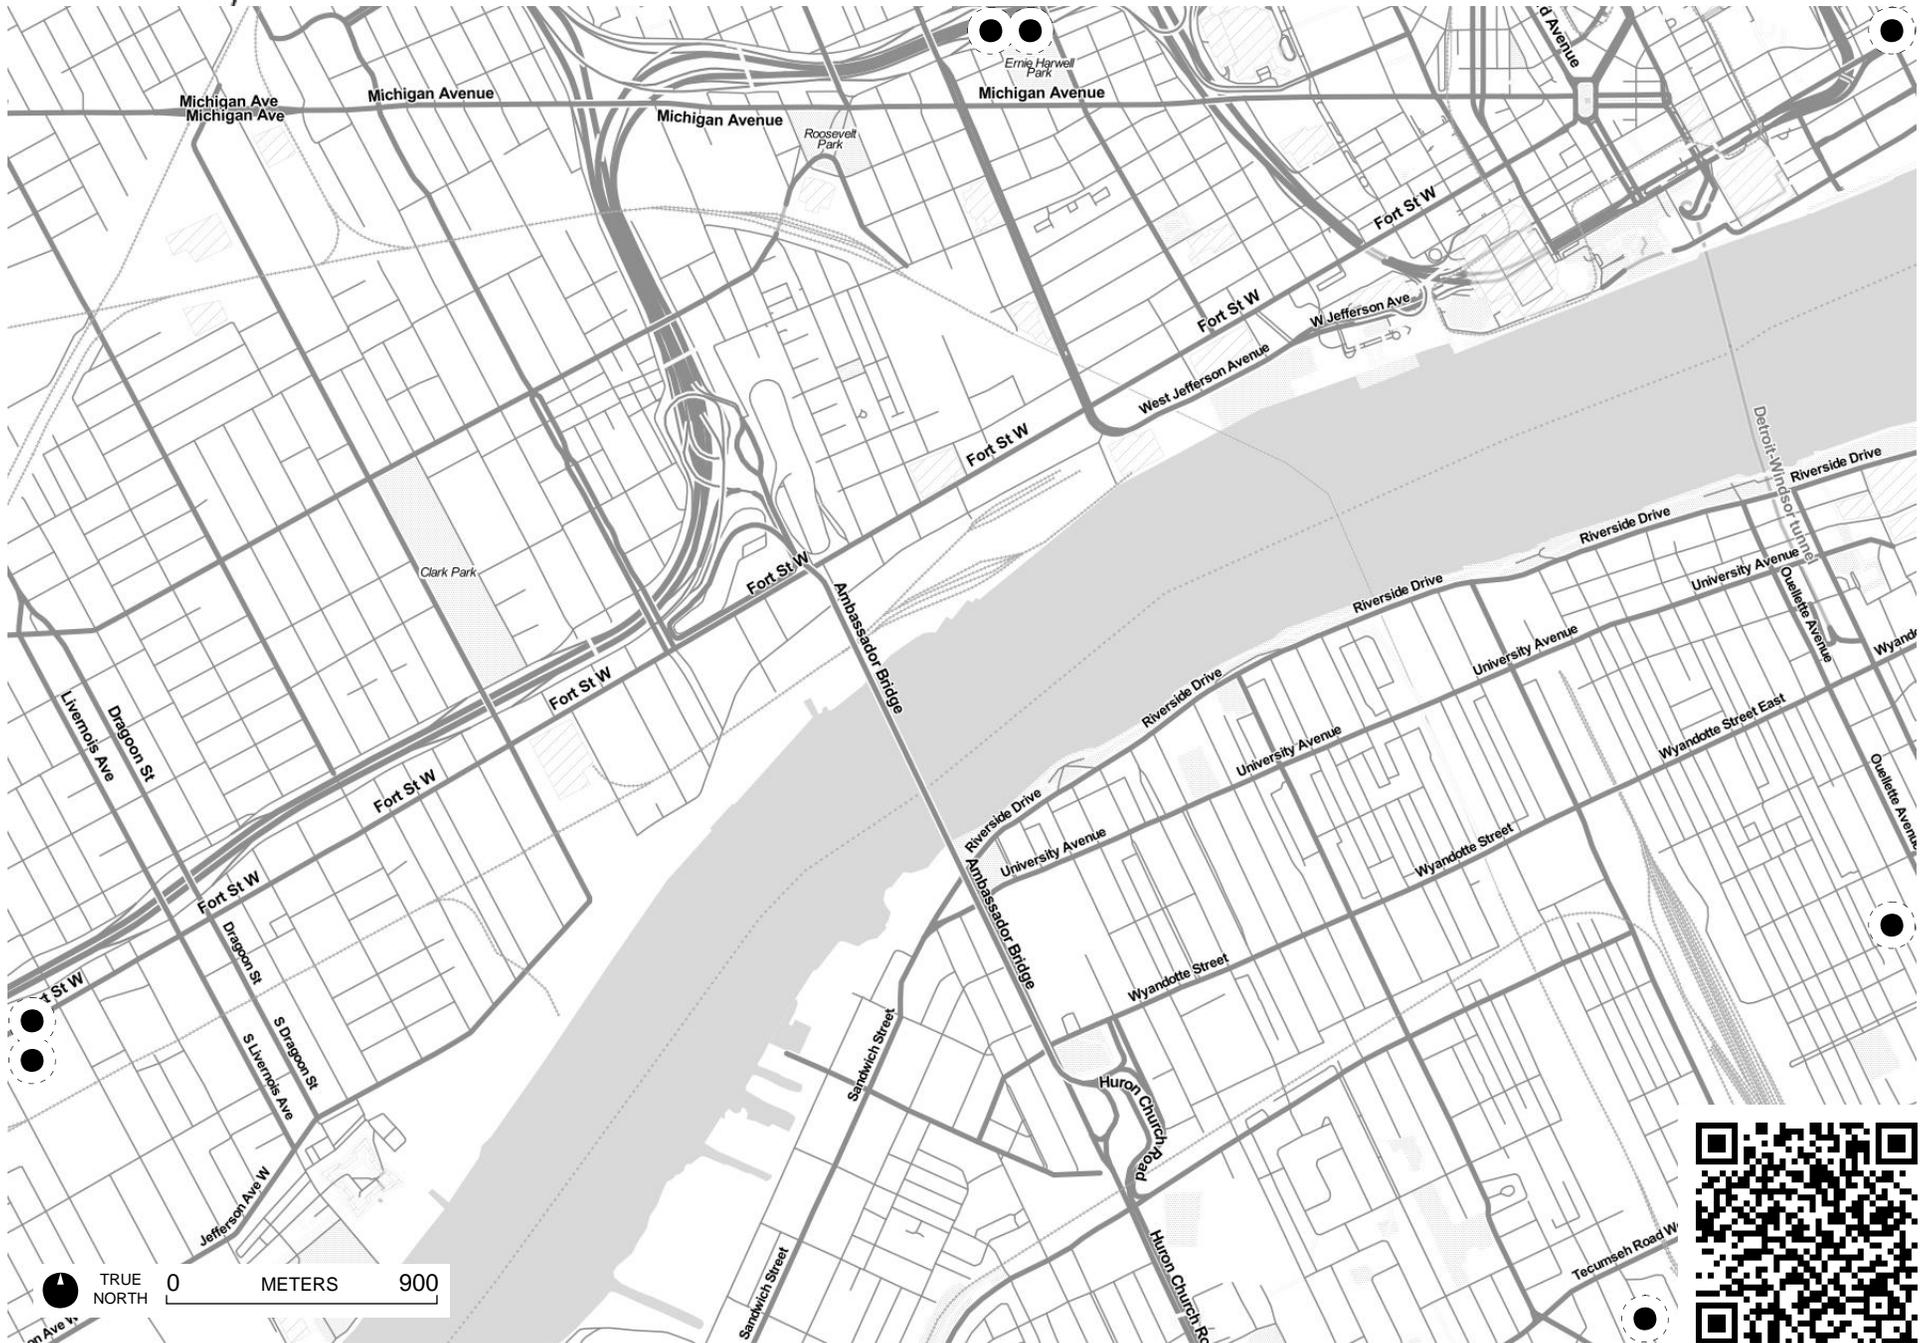 Michigan Ave
Michigan Ave
Michigan Avenue
Michigan Avenue
Michigan Avenue
Ernie Harwell
Park
d Avenue
Roosevelt
Park
Fort St W
Fort St W
W Jefferson Ave
West Jefferson Avenue
Fort St W
Detroit-Windsor tunnel
Riverside Drive
Riverside Drive
Clark Park
Fort St W
Ambassador Bridge
Riverside Drive
University Avenue
Ouellette Avenue
University Avenue
Fort St W
Riverside Drive
Livernois Ave
Dragoon St
University Avenue
Wyandotte Street East
Ouellette Avenue
Fort St W
Riverside Drive
University Avenue
Wyandotte Street
Fort St W
Ambassador Bridge
Dragoon St
Wyandotte Street
t St W
S Dragoon St
S Livernois Ave
Sandwich Street
Huron Church Road
Jefferson Ave W
Huron Church Ro
Tecumseh Road W
Sandwich Street
TRUE
NORTH
0 METERS 900
on Ave W